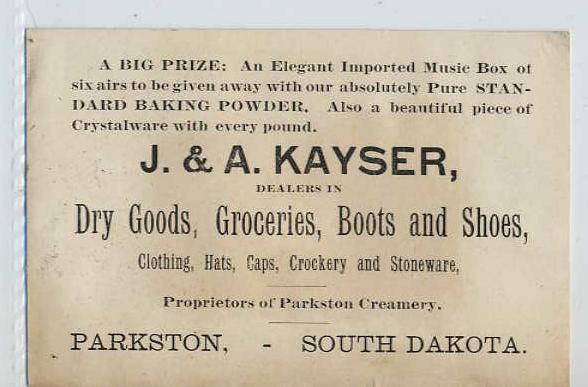 A BIG PRIZE: An Elegant Imported Music Box of
six airs to be given away with our absolutely Pure STAN-
DARD BAKING POWDER. Also a beautiful piece of
Crystalware with every pound.
J. & A. KAYSER,
DEALERS IN
Dry Goods, Groceries, Boots and Shoes,
Clothing, Hats, Caps, Crockery and Stoneware,
Proprietors of Parkston Creamery.
PARKSTON, - SOUTH DAKOTA.